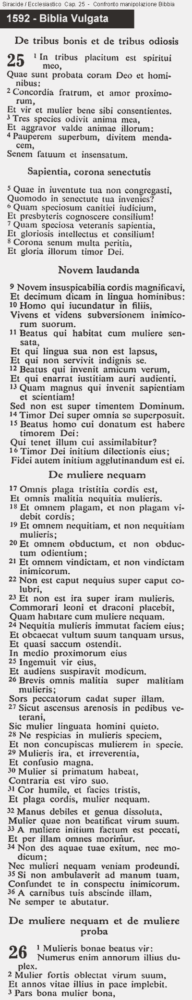 Siracide / Ecclesiastico Cap. 25 - Confronto manipolazione Bibbia
1592 - Biblia Vulgata
De tribus bonis et de tribus odiosis
25 1 In tribus placitum est spiritui
meo,
Quae sunt probata coram Deo et homi-
nibus:
2 Concordia fratrum, et amor proximo-
rum,
Et vir et mulier bene sibi consentientes.
3 Tres species odivit anima mea,
Et aggravor valde animae illorum:
4 Pauperem superbum, divitem menda-
cem,
Senem fatuum et insensatum.
Sapientia, corona senectutis
5 Quae in iuventute tua non congregasti,
Quomodo in senectute tua invenies?
6 Quam speciosum canitiei iudicium,
Et presbyteris cognoscere consilium!
7 Quam speciosa veteranis sapientia,
Et gloriosis intellectus et consilium!
8 Corona senum multa peritia,
Et gloria illorum timor Dei.
Novem laudanda
9 Novem insuspicabilia cordis magnificavi,
Et decimum dicam in lingua hominibus:
10 Homo qui iucundatur in filiis,
Vivens et videns subversionem inimico-
rum suorum.
11 Beatus qui habitat cum muliere sen-
sata,
Et qui lingua sua non est lapsus,
Et qui non servivit indignis se.
12 Beatus qui invenit amicum verum,
Et qui enarrat iustitiam auri audienti.
13 Quam magnus qui invenit sapientiam
et scientiam!
Sed non est super timentem Dominum.
14 Timor Dei super omnia se superposuit.
15 Beatus homo cui donatum est habere
timorem Dei:
Qui tenet illum cui assimilabitur?
16 Timor Dei initium dilectionis eius;
Fidei autem initium agglutinandum est ei.
De muliere nequam
17 Omnis plaga tristitia cordis est,
Et omnis malitia nequitia mulieris.
18 Et omnem plagam, et non plagam vi-
debit cordis;
19 Et omnem nequitiam, et non nequitiam
mulieris;
20 Et omnem obductum, et non obduc-
tum odientium;
21 Et omnem vindictam, et non vindictam
inimicorum.
22 Non est caput nequius super caput co-
lubri,
23 Et non est ira super iram mulieris.
Commorari leoni et draconi placebit,
Quam habitare cum muliere nequam.
24 Nequitia mulieris immutat faciem eius;
Et obcaecat vultum suum tanquam ursus,
Et quasi saccum ostendit.
In medio proximorum eius
25 Ingemuit vir eius,
Et audiens suspiravit modicum.
26 Brevis omnis malitia super malitiam
mulieris;
Sors peccatorum cadat super illam.
27 Sicut ascensus arenosis in pedibus ve-
terani,
Sic mulier linguata homini quieto.
28 Ne respicias in mulieris speciem,
Et non concupiscas mulierem in specie.
29 Mulieris ira, et irreverentia,
Et confusio magna.
30 Mulier si primatum habeat,
Contraria est viro suo.
31 Cor humile, et facies tristis,
Et plaga cordis, mulier nequam.
32 Manus debiles et genua dissoluta,
Mulier quae non beatificat virum suum.
33 A muliere initium factum est peccati,
Et per illam omnes morimur.
34 Non des aquae tuae exitum, nec mo-
dicum;
Nec mulieri nequam veniam prodeundi.
35 Si non ambulaverit ad manum tuam,
Confundet te in conspectu inimicorum.
36 A carnibus tuis abscinde illam,
Ne semper te abutatur.
De muliere nequam et de muliere
proba
26 1 Mulieris bonae beatus vir:
Numerus enim annorum illius du-
plex.
2 Mulier fortis oblectat virum suum,
Et annos vitae illius in pace implebit.
3 Pars bona mulier bona,